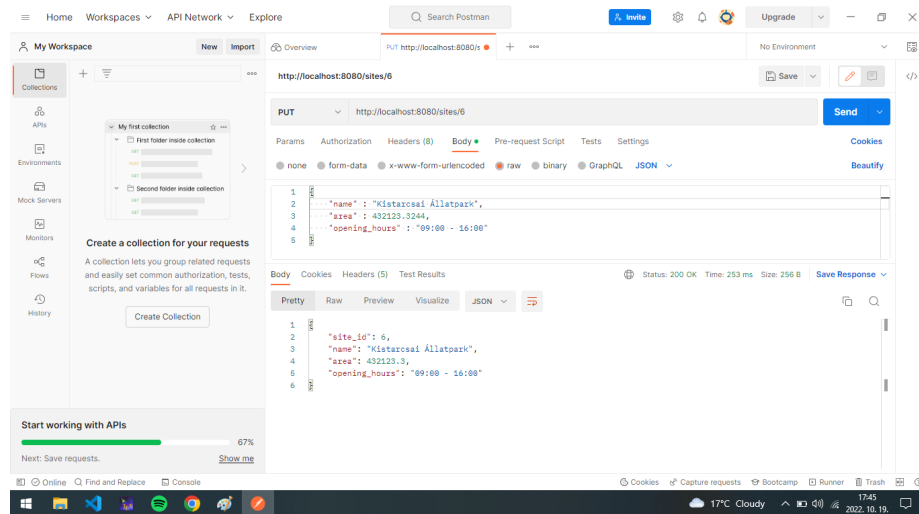 Home Workspaces API Network Explore Search Postman Invite Upgrade
My Workspace New Import Overview PUT http://localhost:8080/s No Environment
Collections
APIs
Environments
Mock Servers
Monitors
Flows
History
My first collection
First folder inside collection
GET
GET
Second folder inside collection
GET
GET
Create a collection for your requests
A collection lets you group related requests
and easily set common authorization, tests,
scripts, and variables for all requests in it.
Create Collection
Start working with APIs
67%
Next: Save requests. Show me
http://localhost:8080/sites/6 Save
PUT http://localhost:8080/sites/6 Send
Params Authorization Headers (8) Body Pre-request Script Tests Settings Cookies
none form-data x-www-form-urlencoded raw binary GraphQL JSON Beautify
1 {
2 "name" : "Kistarcsai Állatpark",
3 "area" : 432123.3244,
4 "opening_hours" : "09:00 - 16:00"
5 }
Body Cookies Headers (5) Test Results Status: 200 OK Time: 253 ms Size: 256 B Save Response
Pretty Raw Preview Visualize JSON
1 {
2 "site_id": 6,
3 "name": "Kistarcsai Állatpark",
4 "area": 432123.3,
5 "opening_hours": "09:00 - 16:00"
6 }
Online Find and Replace Console Cookies Capture requests Bootcamp Runner Trash
17°C Cloudy 17:45
2022. 10. 19.